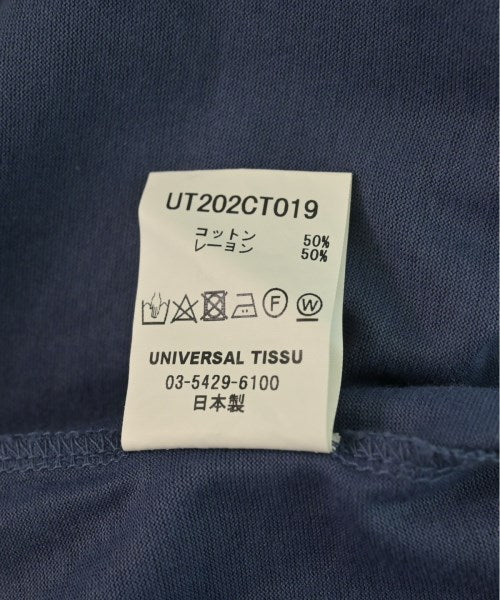 UT202CT019
コットン 50%
レーヨン 50%
F W
UNIVERSAL TISSU
03-5429-6100
日本製